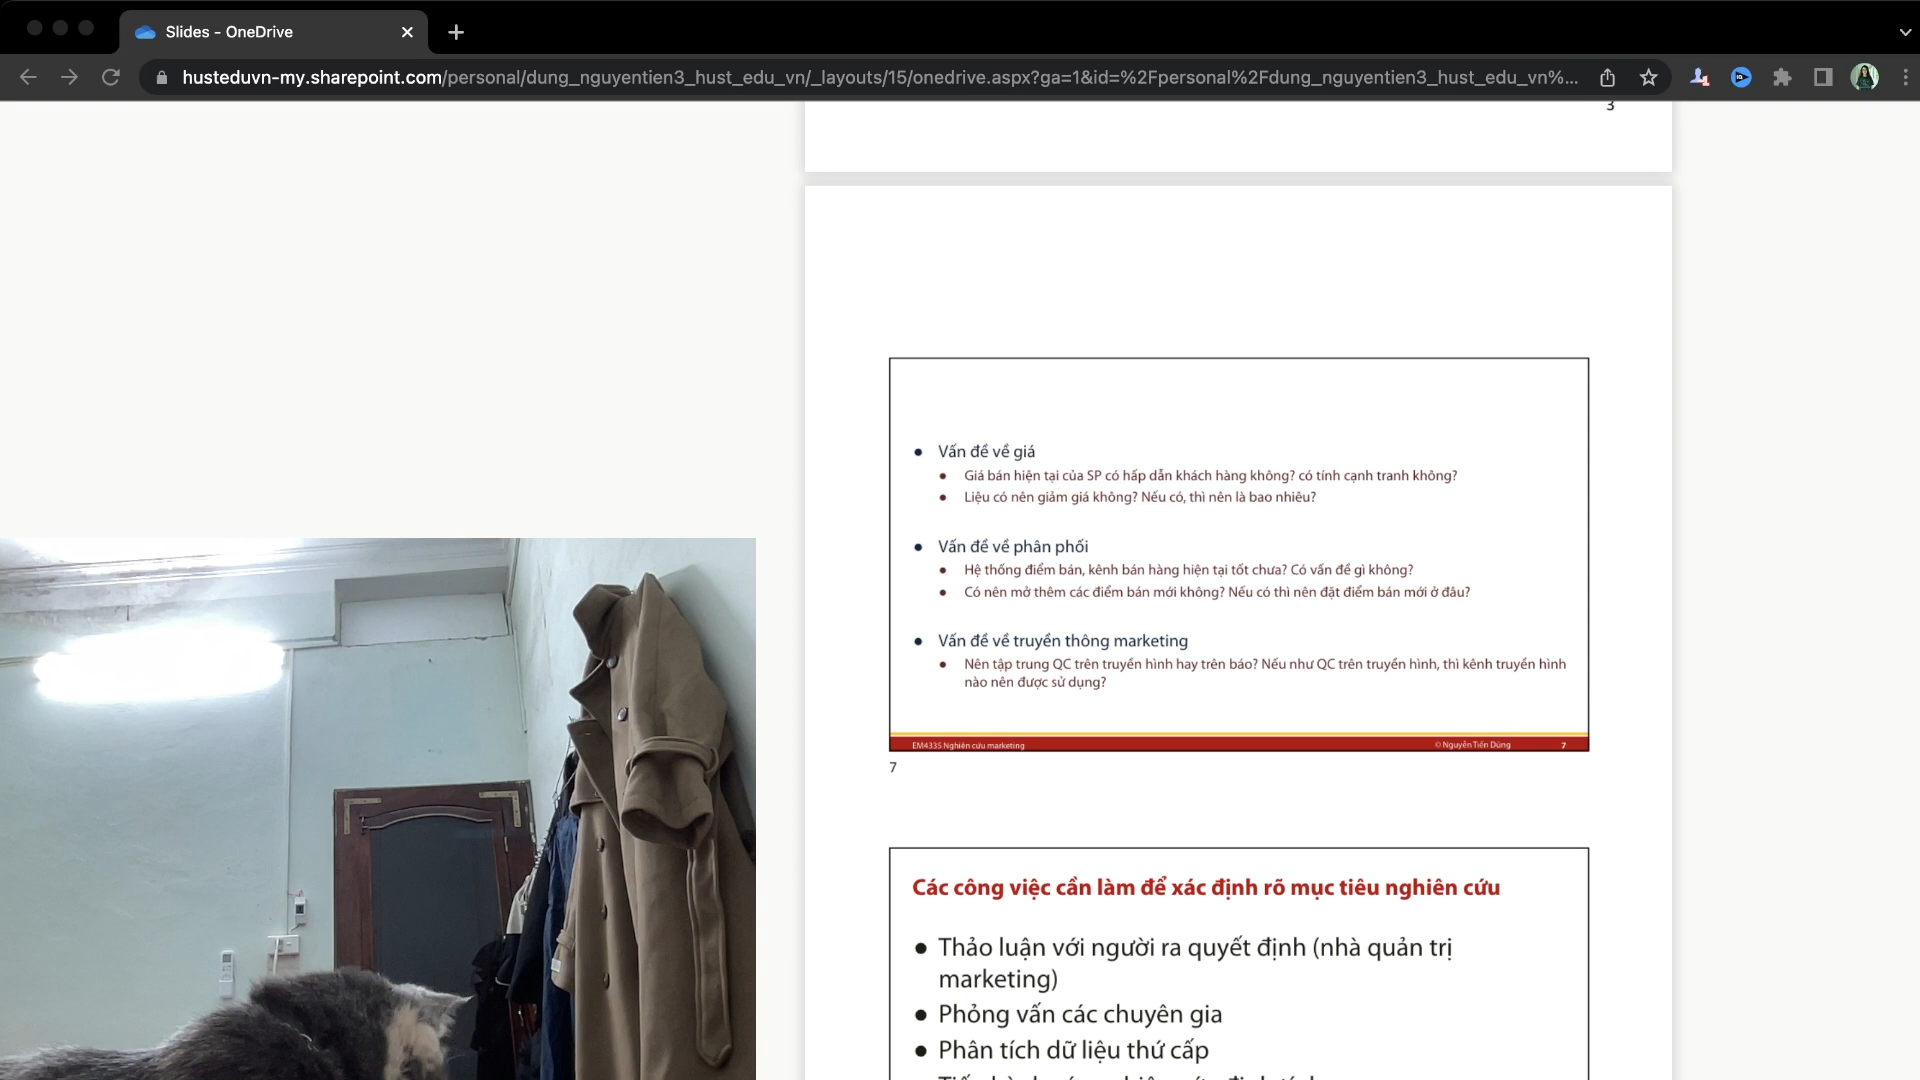 Slides - OneDrive
husteduvn-my.sharepoint.com/personal/dung_nguyentien3_hust_edu_vn/_layouts/15/onedrive.aspx?ga=1&id=%2Fpersonal%2Fdung_nguyentien3_hust_edu_vn%...
3
Vấn đề về giá
Giá bán hiện tại của SP có hấp dẫn khách hàng không? có tính cạnh tranh không?
Liệu có nên giảm giá không? Nếu có, thì nên là bao nhiêu?
Vấn đề về phân phối
Hệ thống điểm bán, kênh bán hàng hiện tại tốt chưa? Có vấn đề gì không?
Có nên mở thêm các điểm bán mới không? Nếu có thì nên đặt điểm bán mới ở đâu?
Vấn đề về truyền thông marketing
Nên tập trung QC trên truyền hình hay trên báo? Nếu như QC trên truyền hình, thì kênh truyền hình
nào nên được sử dụng?
EM4335 Nghiên cứu marketing © Nguyễn Tiến Dũng 7
7
Các công việc cần làm để xác định rõ mục tiêu nghiên cứu
Thảo luận với người ra quyết định (nhà quản trị
marketing)
Phỏng vấn các chuyên gia
Phân tích dữ liệu thứ cấp